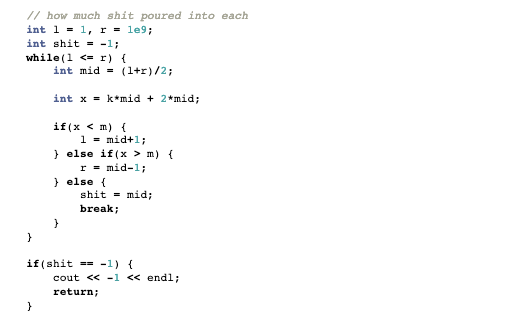 // how much shit poured into each
int l = 1, r = 1e9;
int shit = -1;
while(l <= r) {
    int mid = (l+r)/2;

    int x = k*mid + 2*mid;

    if(x < m) {
        l = mid+1;
    } else if(x > m) {
        r = mid-1;
    } else {
        shit = mid;
        break;
    }
}

if(shit == -1) {
    cout << -1 << endl;
    return;
}